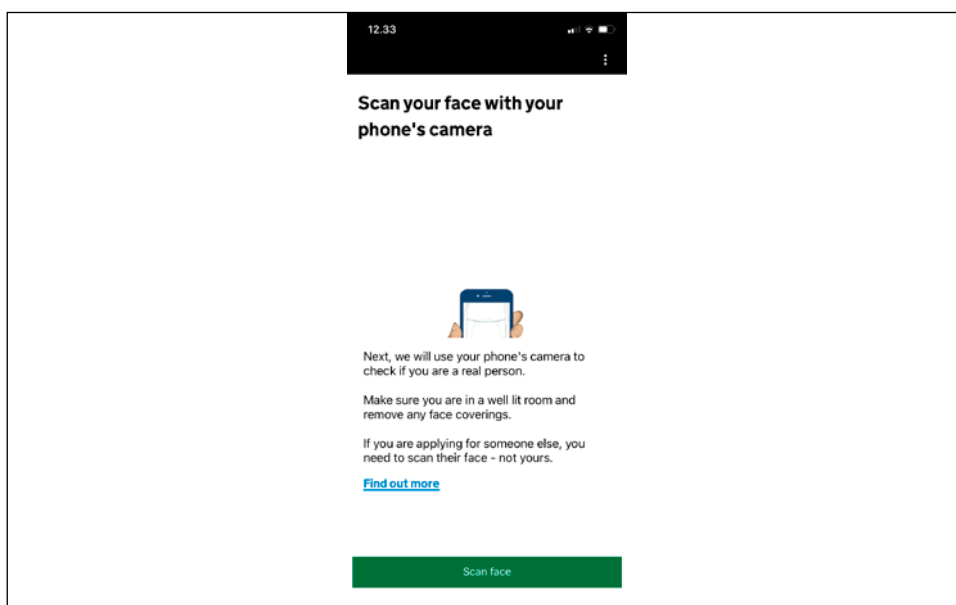 12.33
Scan your face with your
phone's camera
Next, we will use your phone's camera to
check if you are a real person.
Make sure you are in a well lit room and
remove any face coverings.
If you are applying for someone else, you
need to scan their face - not yours.
Find out more
Scan face